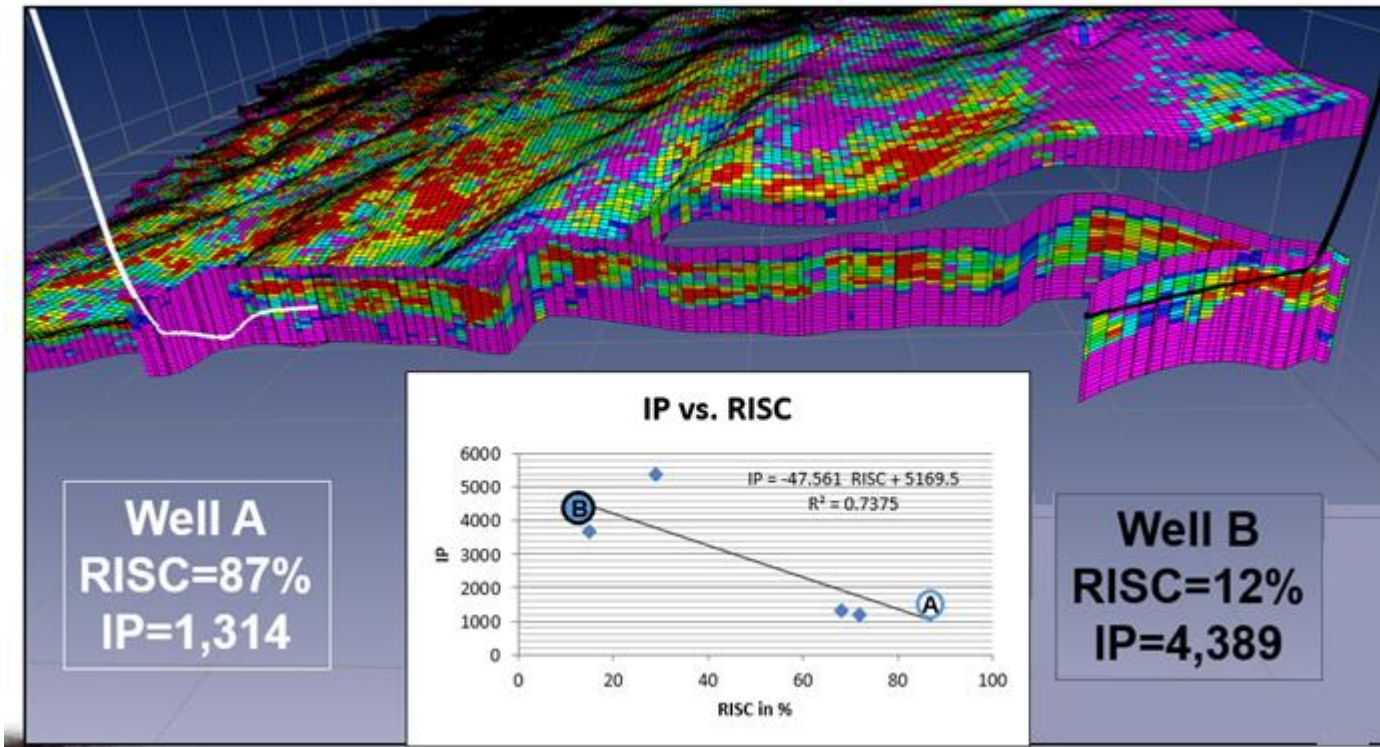 Well A
RISC=87%
IP=1,314
IP vs. RISC
IP = -47.561 RISC + 5169.5
R² = 0.7375
6000
5000
4000
3000
2000
1000
0
IP
B
A
0 20 40 60 80 100
RISC in %
Well B
RISC=12%
IP=4,389